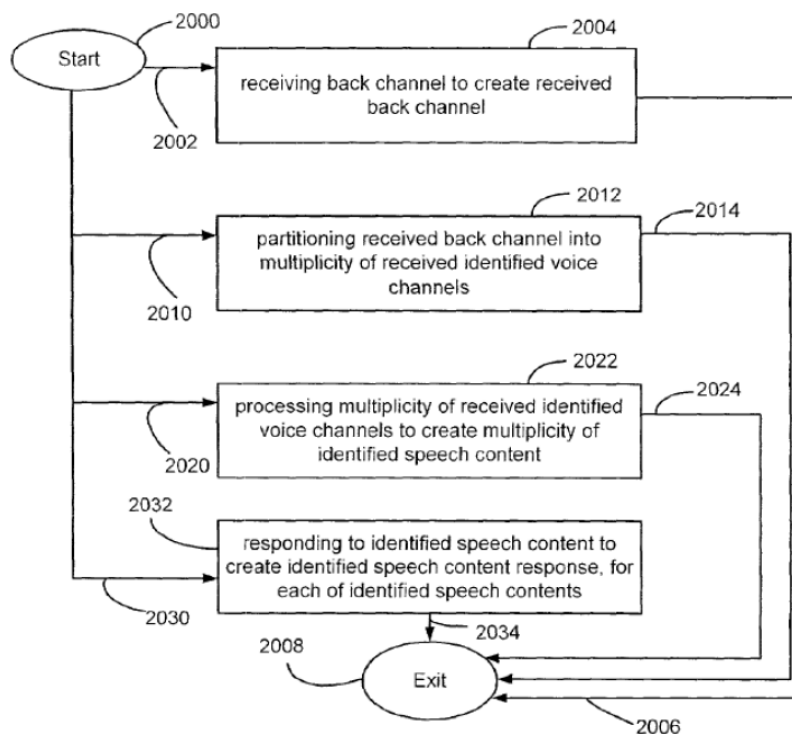 2000
Start
2004
receiving back channel to create received
back channel
2002
2012
2014
partitioning received back channel into
multiplicity of received identified voice
channels
2010
2022
2024
processing multiplicity of received identified
voice channels to create multiplicity of
identified speech content
2020
2032
responding to identified speech content to
create identified speech content response, for
each of identified speech contents
2030
2034
2008
Exit
2006